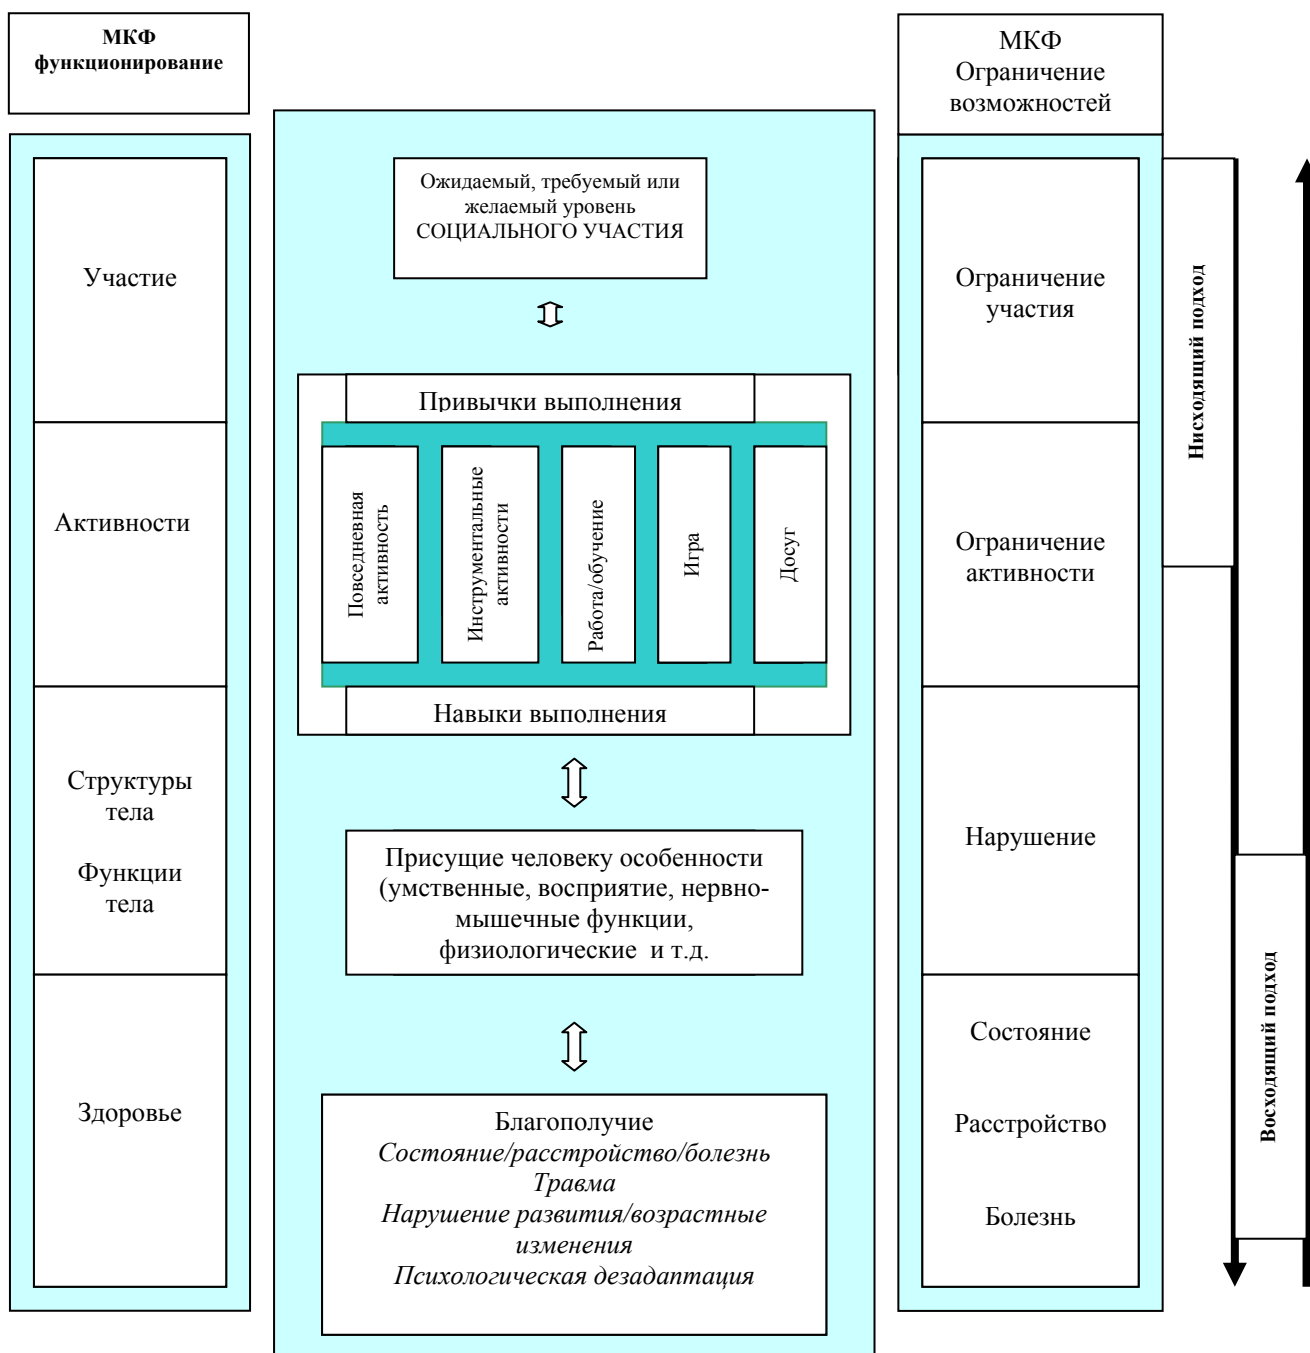 МКФ
функционирование
Участие
Активности
Структуры
тела
Функции
тела
Здоровье
Ожидаемый, требуемый или
желаемый уровень
СОЦИАЛЬНОГО УЧАСТИЯ
Привычки выполнения
Повседневная
активность
Инструментальные
активности
Работа/обучение
Игра
Досуг
Навыки выполнения
Присущие человеку особенности
(умственные, восприятие, нервно-
мышечные функции,
физиологические и т.д.
Благополучие
Состояние/расстройство/болезнь
Травма
Нарушение развития/возрастные
изменения
Психологическая дезадаптация
МКФ
Ограничение
возможностей
Ограничение
участия
Ограничение
активности
Нарушение
Состояние
Расстройство
Болезнь
Нисходящий подход
Восходящий подход